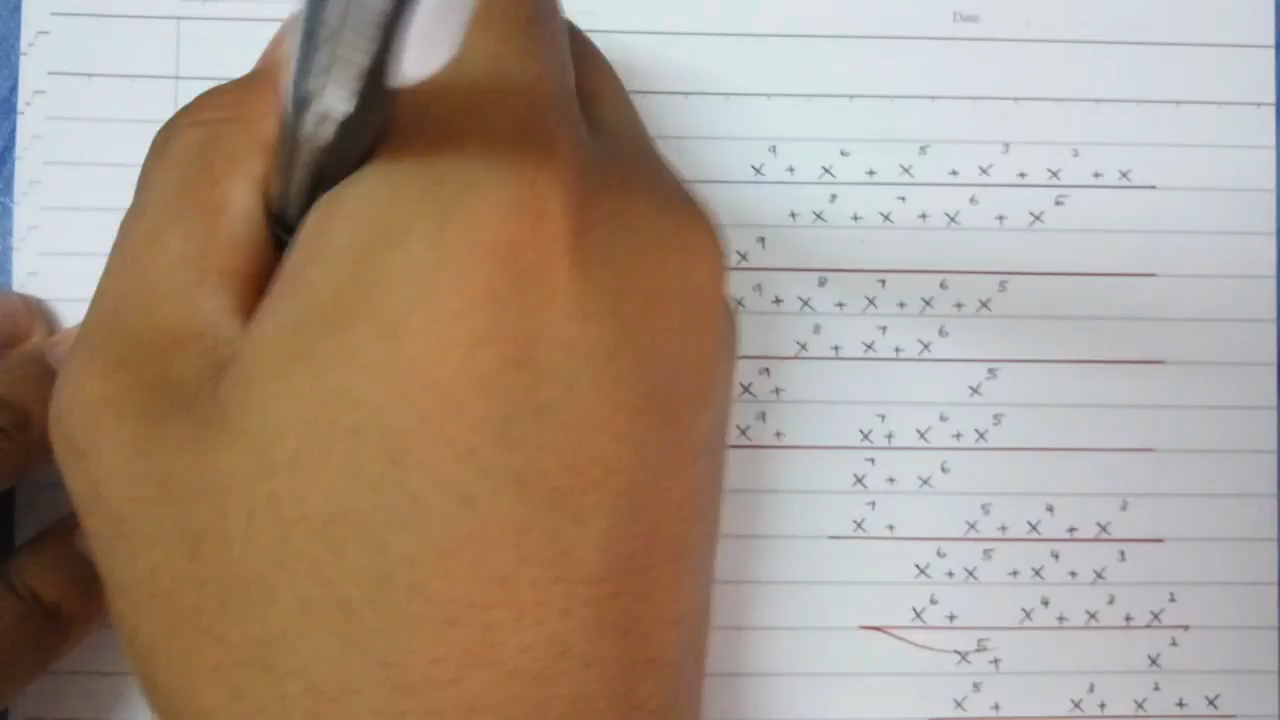 Date
x⁹ + x⁶ + x⁵ + x³ + x² + x
+ x⁸ + x⁷ + x⁶ + x⁵
x⁹
x⁹ + x⁸ + x⁷ + x⁶ + x⁵
x⁸ + x⁷ + x⁶
x⁹ + x⁵
x⁹ + x⁷ + x⁶ + x⁵
x⁷ + x⁶
x⁷ + x⁵ + x⁴ + x³
x⁶ + x⁵ + x⁴ + x³
x⁶ + x⁴ + x³ + x²
x⁵ + x²
x⁵ + x³ + x² + x